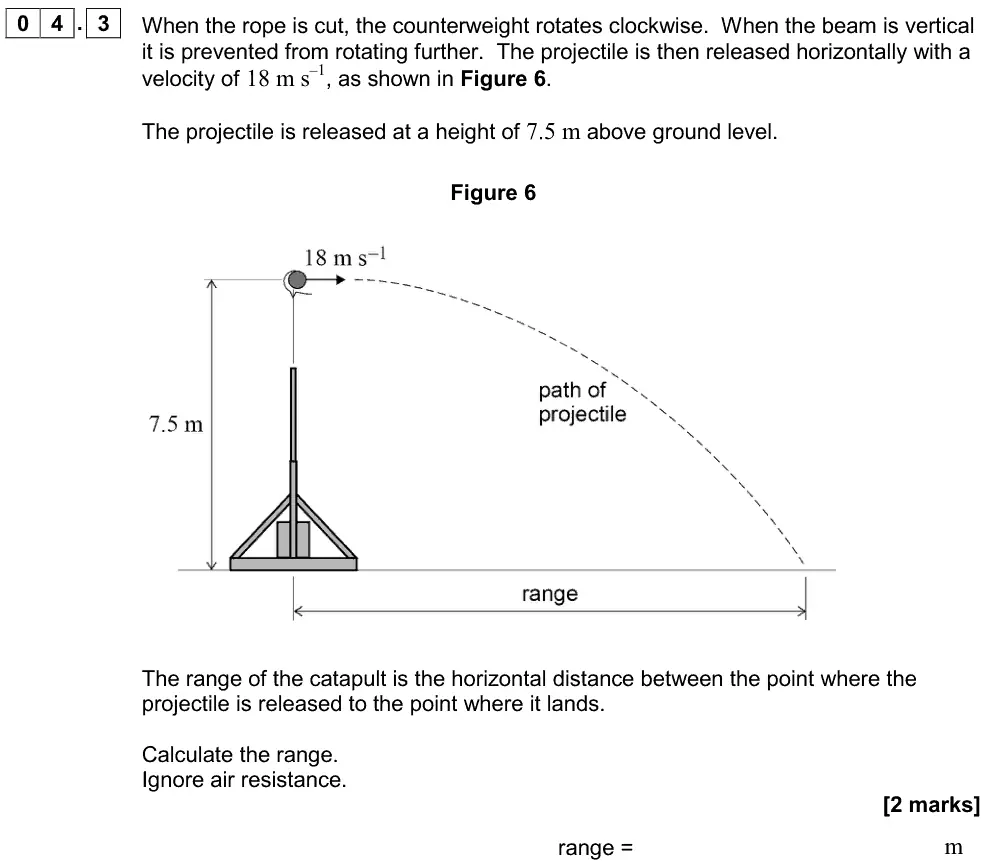 0 4 . 3 When the rope is cut, the counterweight rotates clockwise. When the beam is vertical
it is prevented from rotating further. The projectile is then released horizontally with a
velocity of 18 m s⁻¹, as shown in Figure 6.
The projectile is released at a height of 7.5 m above ground level.
Figure 6
18 m s⁻¹
path of
projectile
7.5 m
range
The range of the catapult is the horizontal distance between the point where the
projectile is released to the point where it lands.
Calculate the range.
Ignore air resistance.
[2 marks]
range = m